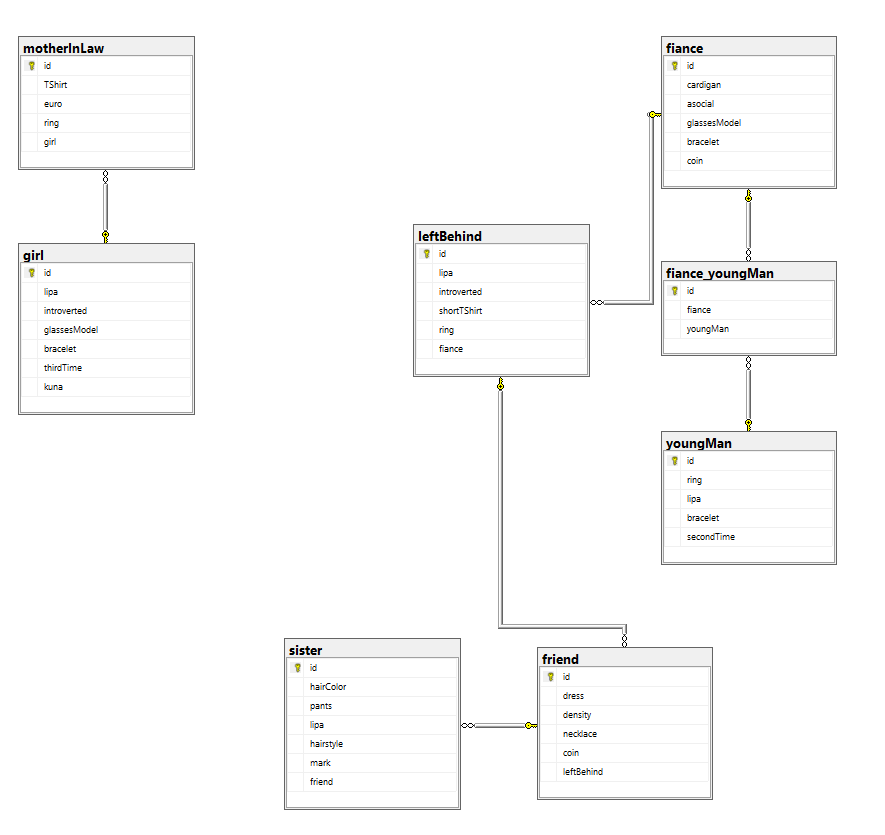 motherInLaw
id
TShirt
euro
ring
girl
girl
id
lipa
introverted
glassesModel
bracelet
thirdTime
kuna
leftBehind
id
lipa
introverted
shortTShirt
ring
fiance
fiance
id
cardigan
asocial
glassesModel
bracelet
coin
fiance_youngMan
id
fiance
youngMan
youngMan
id
ring
lipa
bracelet
secondTime
sister
id
hairColor
pants
lipa
hairstyle
mark
friend
friend
id
dress
density
necklace
coin
leftBehind